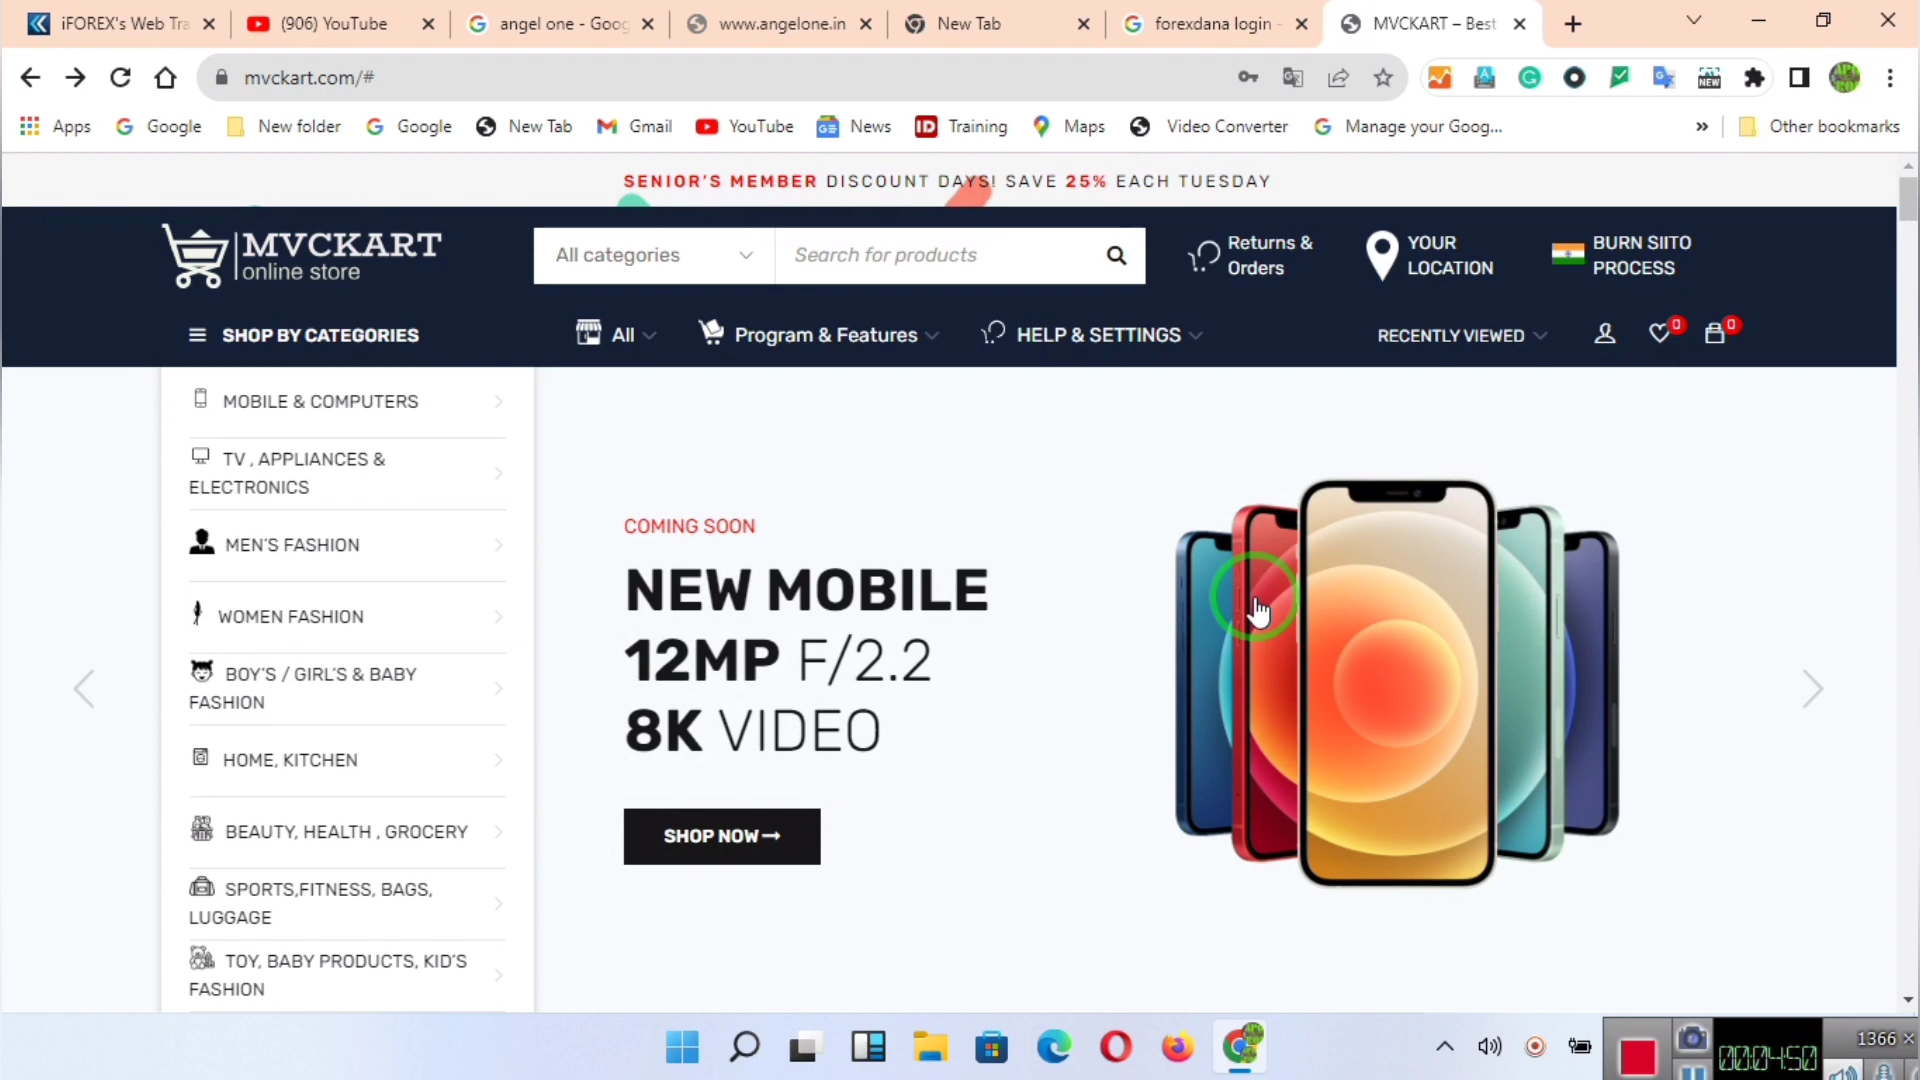 iFOREX's Web Tra
(906) YouTube
angel one - Goog
www.angelone.in
New Tab
forexdana login -
MVCKART – Best
mvckart.com/#
Apps
Google
New folder
Google
New Tab
Gmail
YouTube
News
Training
Maps
Video Converter
Manage your Goog...
»
Other bookmarks
SENIOR'S MEMBER DISCOUNT DAYS! SAVE 25% EACH TUESDAY
MVCKART
online store
All categories
Search for products
Returns &
Orders
YOUR
LOCATION
BURN SIITO
PROCESS
SHOP BY CATEGORIES
All
Program & Features
HELP & SETTINGS
RECENTLY VIEWED
0
0
MOBILE & COMPUTERS
TV , APPLIANCES &
ELECTRONICS
MEN'S FASHION
WOMEN FASHION
BOY'S / GIRL'S & BABY
FASHION
HOME, KITCHEN
BEAUTY, HEALTH , GROCERY
SPORTS,FITNESS, BAGS,
LUGGAGE
TOY, BABY PRODUCTS, KID'S
FASHION
COMING SOON
NEW MOBILE
12MP F/2.2
8K VIDEO
SHOP NOW
00:04:50
1366 ×